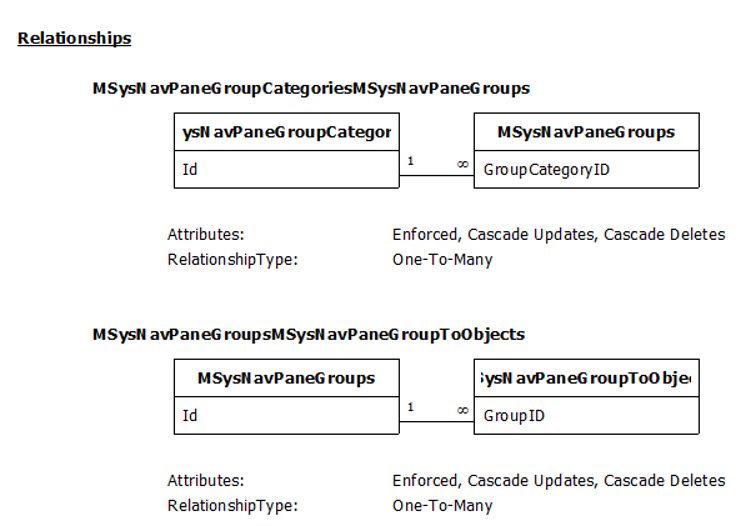 Relationships
MSysNavPaneGroupCategoriesMSysNavPaneGroups
ysNavPaneGroupCategor MSysNavPaneGroups
Id 1 ∞ GroupCategoryID
Attributes: Enforced, Cascade Updates, Cascade Deletes
RelationshipType: One-To-Many
MSysNavPaneGroupsMSysNavPaneGroupToObjects
MSysNavPaneGroups SysNavPaneGroupToObje
Id 1 ∞ GroupID
Attributes: Enforced, Cascade Updates, Cascade Deletes
RelationshipType: One-To-Many